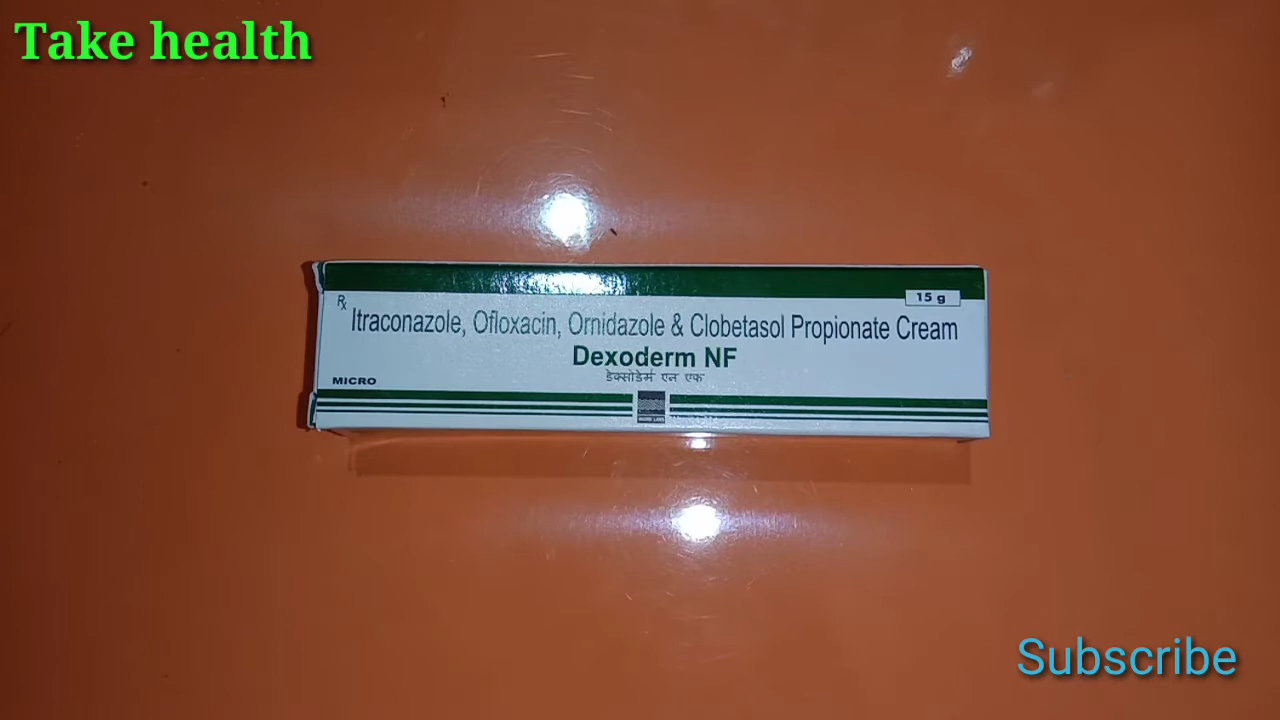 Take health
15 g
Rx
Itraconazole, Ofloxacin, Ornidazole & Clobetasol Propionate Cream
Dexoderm NF
डेक्सोडेर्म एन एफ
MICRO
Subscribe